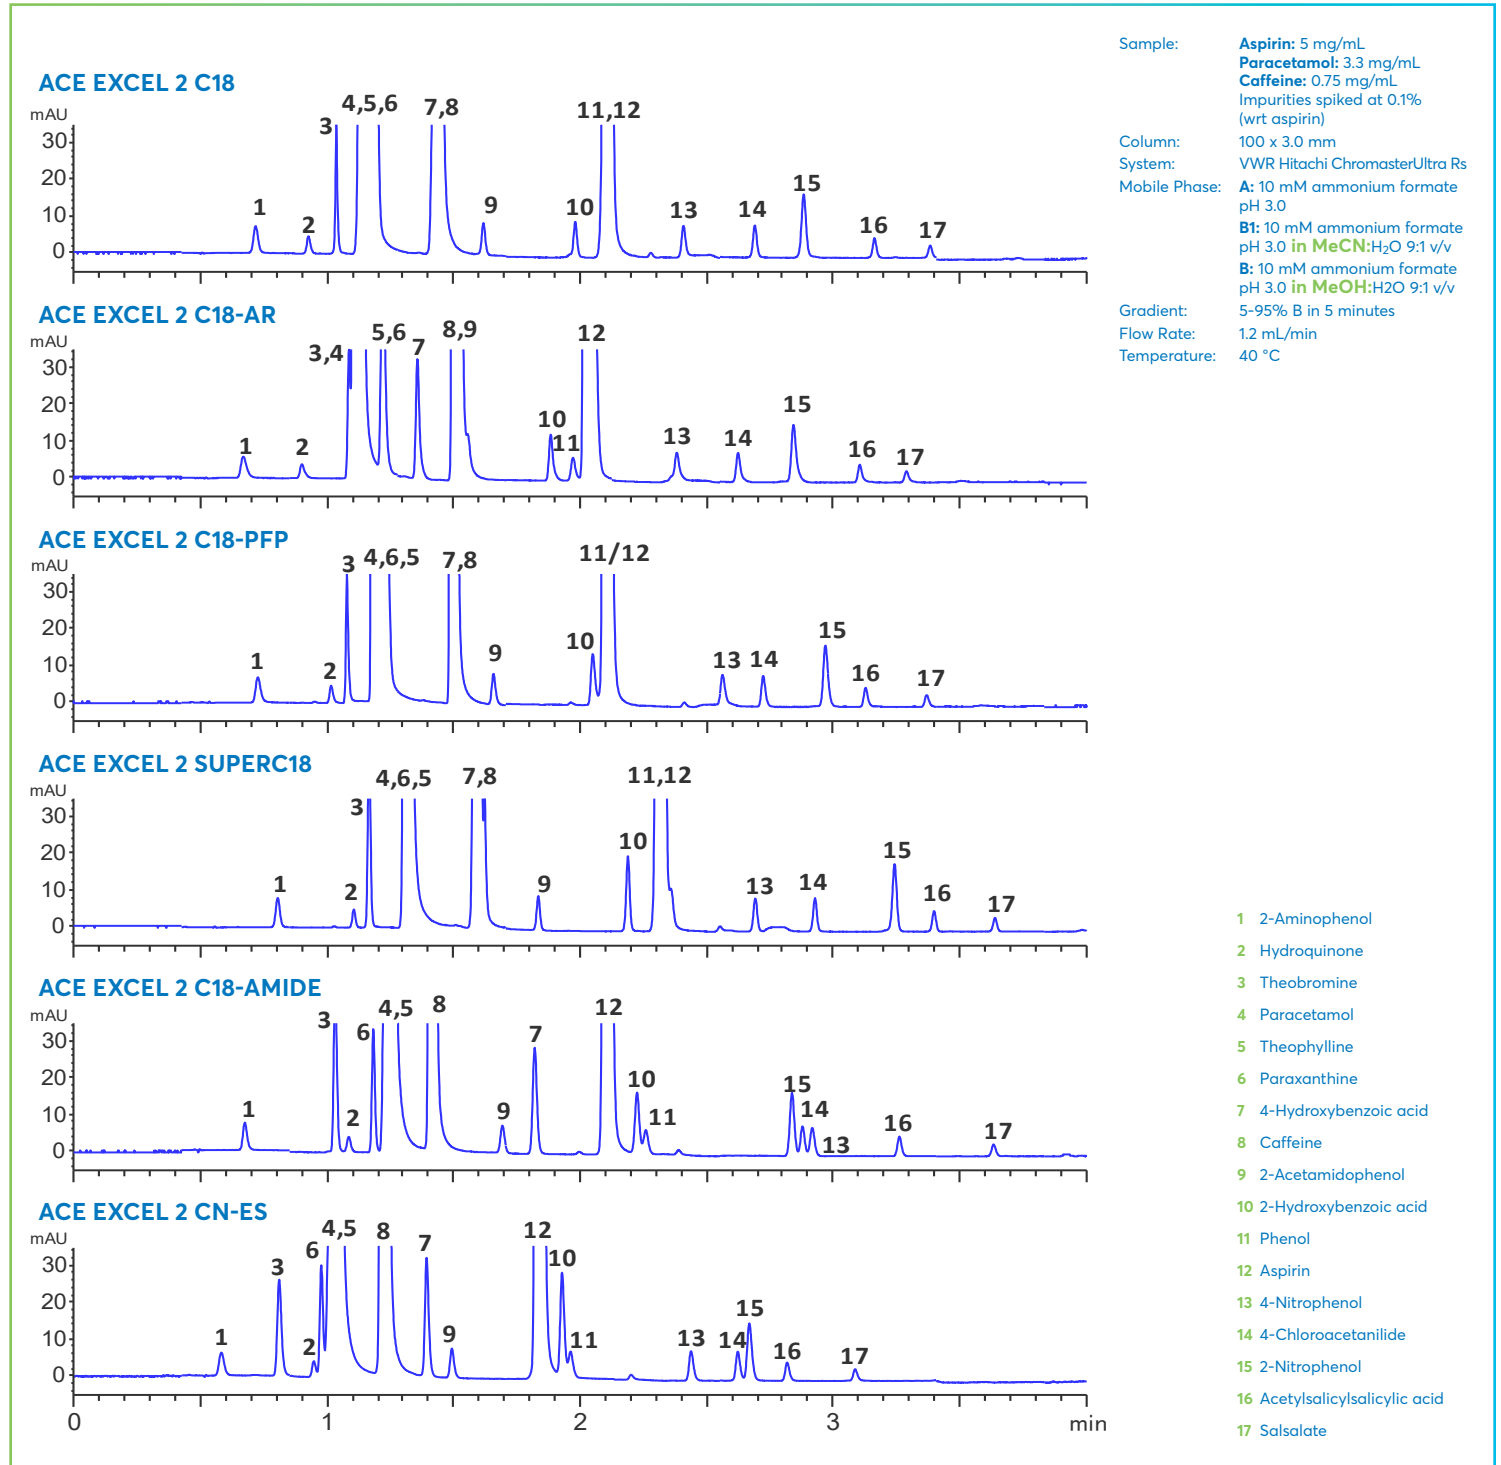 ACE EXCEL 2 C18
mAU
30
20
10
0
1
2
3
4,5,6
7,8
9
10
11,12
13
14
15
16
17
ACE EXCEL 2 C18-AR
mAU
30
20
10
0
1
2
3,4
5,6
7
8,9
10
11
12
13
14
15
16
17
ACE EXCEL 2 C18-PFP
mAU
30
20
10
0
1
2
3
4,6,5
7,8
9
10
11/12
13
14
15
16
17
ACE EXCEL 2 SUPERC18
mAU
30
20
10
0
1
2
3
4,6,5
7,8
9
10
11,12
13
14
15
16
17
ACE EXCEL 2 C18-AMIDE
mAU
30
20
10
0
1
3
2
6
4,5
8
9
7
12
10
11
15
14
13
16
17
ACE EXCEL 2 CN-ES
mAU
30
20
10
0
1
3
2
6
4,5
8
7
9
12
10
11
13
14
15
16
17
0
1
2
3
min
Sample: Aspirin: 5 mg/mL
Paracetamol: 3.3 mg/mL
Caffeine: 0.75 mg/mL
Impurities spiked at 0.1%
(wrt aspirin)
Column: 100 x 3.0 mm
System: VWR Hitachi ChromasterUltra Rs
Mobile Phase: A: 10 mM ammonium formate
pH 3.0
B1: 10 mM ammonium formate
pH 3.0 in MeCN:H₂O 9:1 v/v
B: 10 mM ammonium formate
pH 3.0 in MeOH:H2O 9:1 v/v
Gradient: 5-95% B in 5 minutes
Flow Rate: 1.2 mL/min
Temperature: 40 °C
1 2-Aminophenol
2 Hydroquinone
3 Theobromine
4 Paracetamol
5 Theophylline
6 Paraxanthine
7 4-Hydroxybenzoic acid
8 Caffeine
9 2-Acetamidophenol
10 2-Hydroxybenzoic acid
11 Phenol
12 Aspirin
13 4-Nitrophenol
14 4-Chloroacetanilide
15 2-Nitrophenol
16 Acetylsalicylsalicylic acid
17 Salsalate